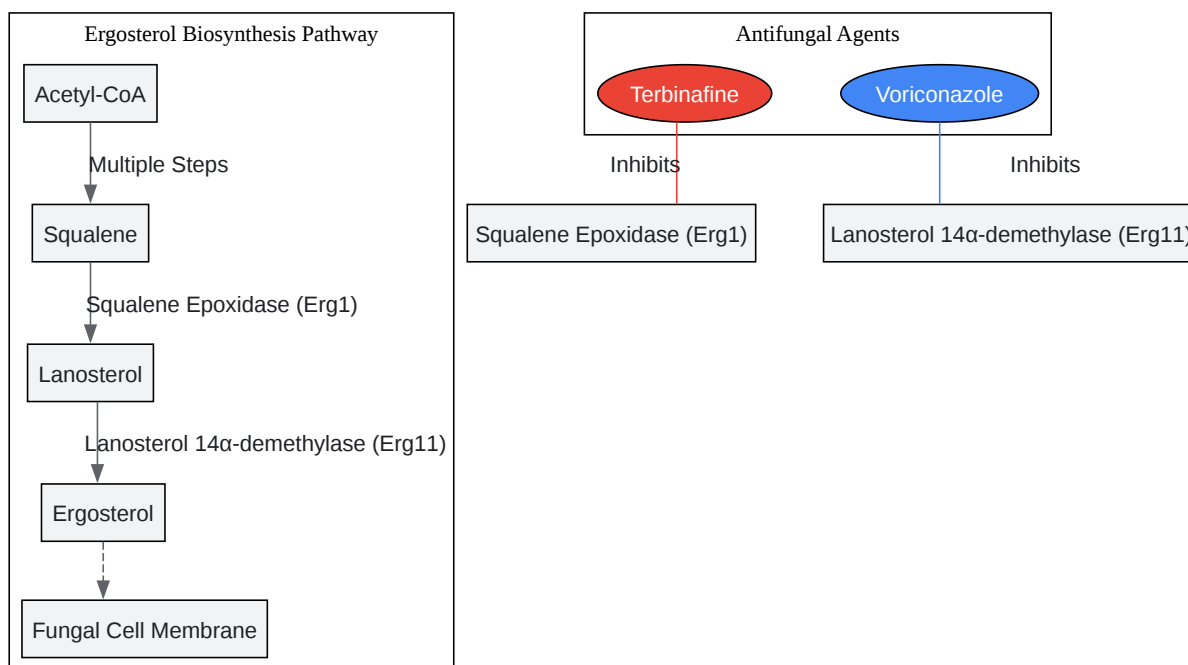 Ergosterol Biosynthesis Pathway
Acetyl-CoA
Multiple Steps
Squalene
Squalene Epoxidase (Erg1)
Lanosterol
Lanosterol 14α-demethylase (Erg11)
Ergosterol
Fungal Cell Membrane
Antifungal Agents
Terbinafine
Voriconazole
Inhibits
Inhibits
Squalene Epoxidase (Erg1)
Lanosterol 14α-demethylase (Erg11)